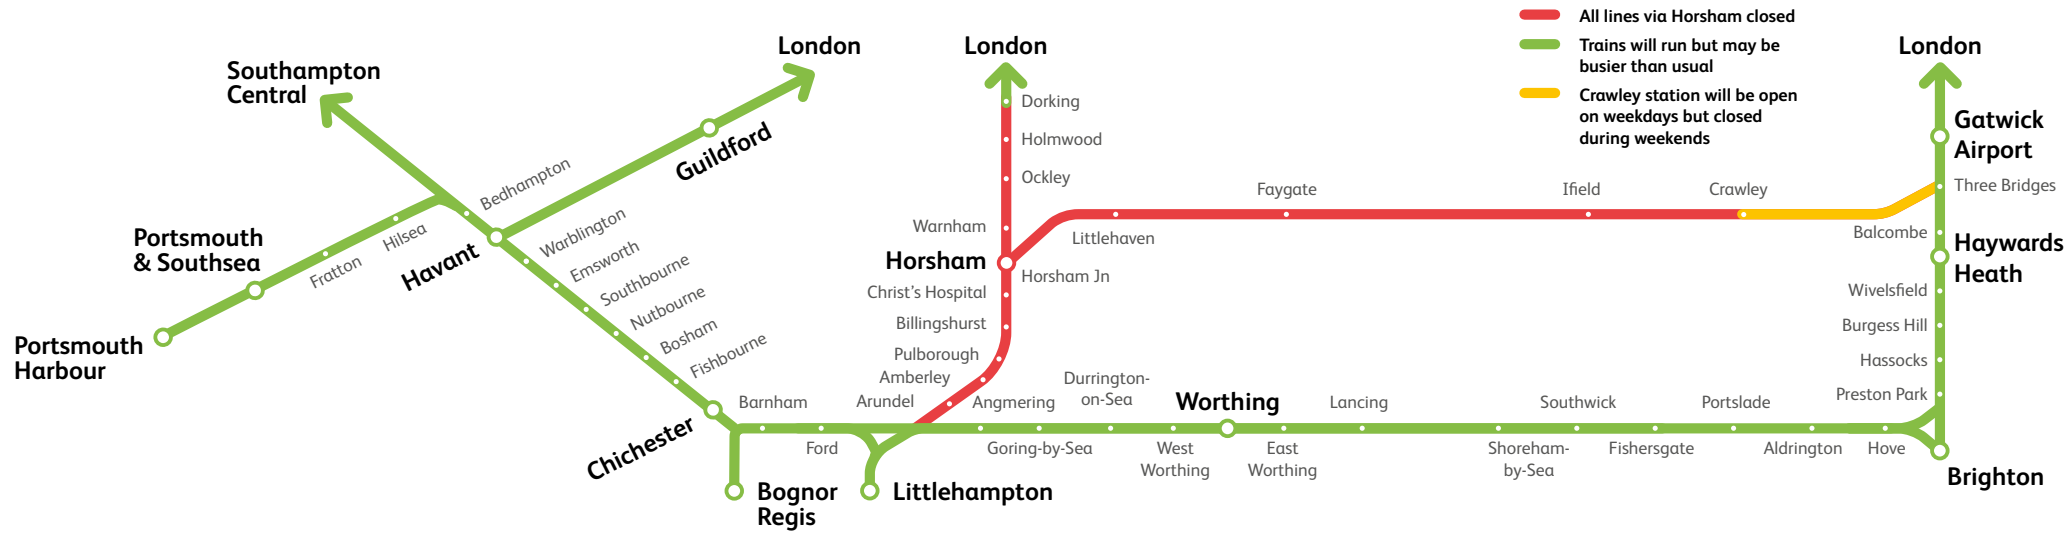 All lines via Horsham closed
Trains will run but may be
busier than usual
Crawley station will be open
on weekdays but closed
during weekends
London
London
London
Southampton
Central
Guildford
Bedhampton
Hilsea
Fratton
Portsmouth
& Southsea
Portsmouth
Harbour
Havant
Warblington
Emsworth
Southbourne
Nutbourne
Bosham
Fishbourne
Chichester
Barnham
Ford
Bognor
Regis
Littlehampton
Dorking
Holmwood
Ockley
Warnham
Horsham
Horsham Jn
Littlehaven
Faygate
Ifield
Crawley
Christ's Hospital
Billingshurst
Pulborough
Amberley
Arundel
Angmering
Goring-by-Sea
Durrington-
on-Sea
West
Worthing
Worthing
East
Worthing
Lancing
Shoreham-
by-Sea
Southwick
Fishersgate
Portslade
Aldrington
Hove
Brighton
Preston Park
Hassocks
Burgess Hill
Wivelsfield
Haywards
Heath
Balcombe
Three Bridges
Gatwick
Airport